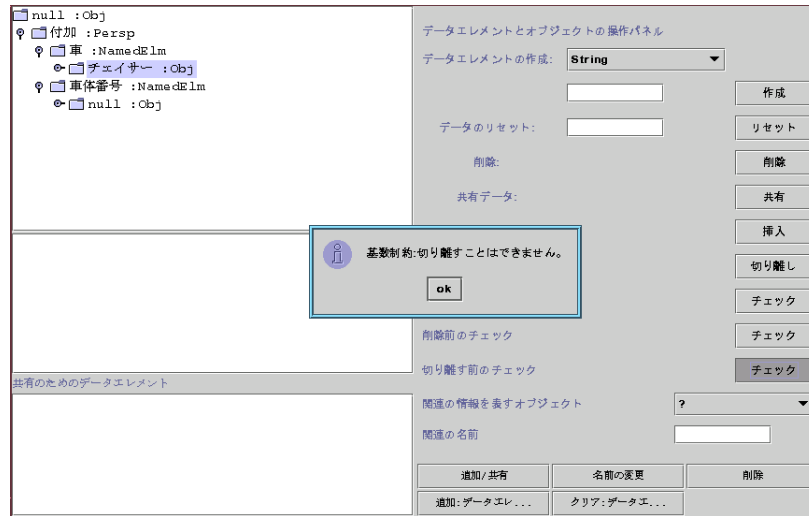 null :Obj
付加 :Persp
車 :NamedElm
チェイサー :Obj
車体番号 :NamedElm
null :Obj
共有のためのデータエレメント
データエレメントとオブジェクトの操作パネル
データエレメントの作成: String
作成
データのリセット: リセット
削除: 削除
共有データ: 共有
挿入
切り離し
チェック
基数制約:切り離すことはできません。
ok
削除前のチェック チェック
切り離す前のチェック チェック
関連の情報を表すオブジェクト ?
関連の名前
追加/共有 名前の変更 削除
追加:データエレ... クリア:データエ...